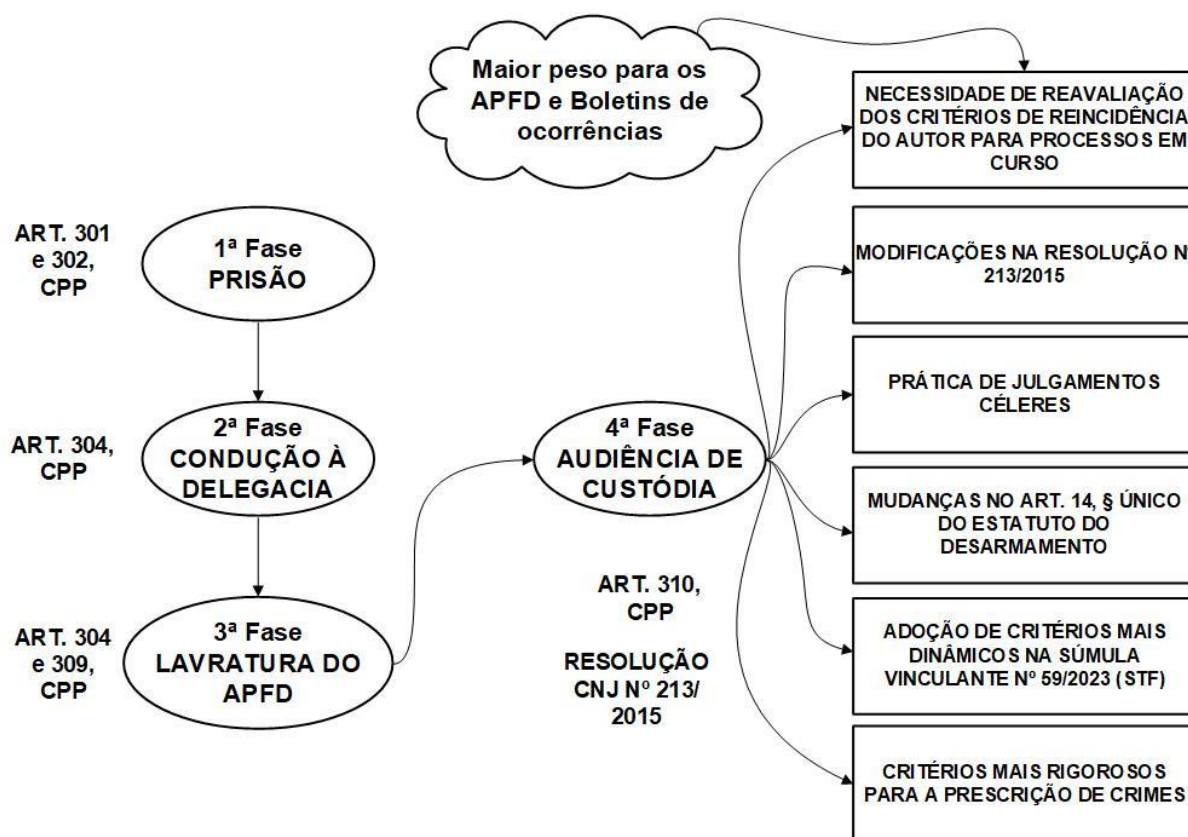 Maior peso para os
APFD e Boletins de
ocorrências
ART. 301
e 302,
CPP
1ª Fase
PRISÃO
ART. 304,
CPP
2ª Fase
CONDUÇÃO À
DELEGACIA
ART. 304
e 309,
CPP
3ª Fase
LAVRATURA DO
APFD
4ª Fase
AUDIÊNCIA DE
CUSTÓDIA
ART. 310,
CPP
RESOLUÇÃO
CNJ Nº 213/
2015
NECESSIDADE DE REAVALIAÇÃO
DOS CRITÉRIOS DE REINCIDÊNCIA
DO AUTOR PARA PROCESSOS EM
CURSO
MODIFICAÇÕES NA RESOLUÇÃO Nº
213/2015
PRÁTICA DE JULGAMENTOS
CÉLERES
MUDANÇAS NO ART. 14, § ÚNICO
DO ESTATUTO DO
DESARMAMENTO
ADOÇÃO DE CRITÉRIOS MAIS
DINÂMICOS NA SÚMULA
VINCULANTE Nº 59/2023 (STF)
CRITÉRIOS MAIS RIGOROSOS
PARA A PRESCRIÇÃO DE CRIMES